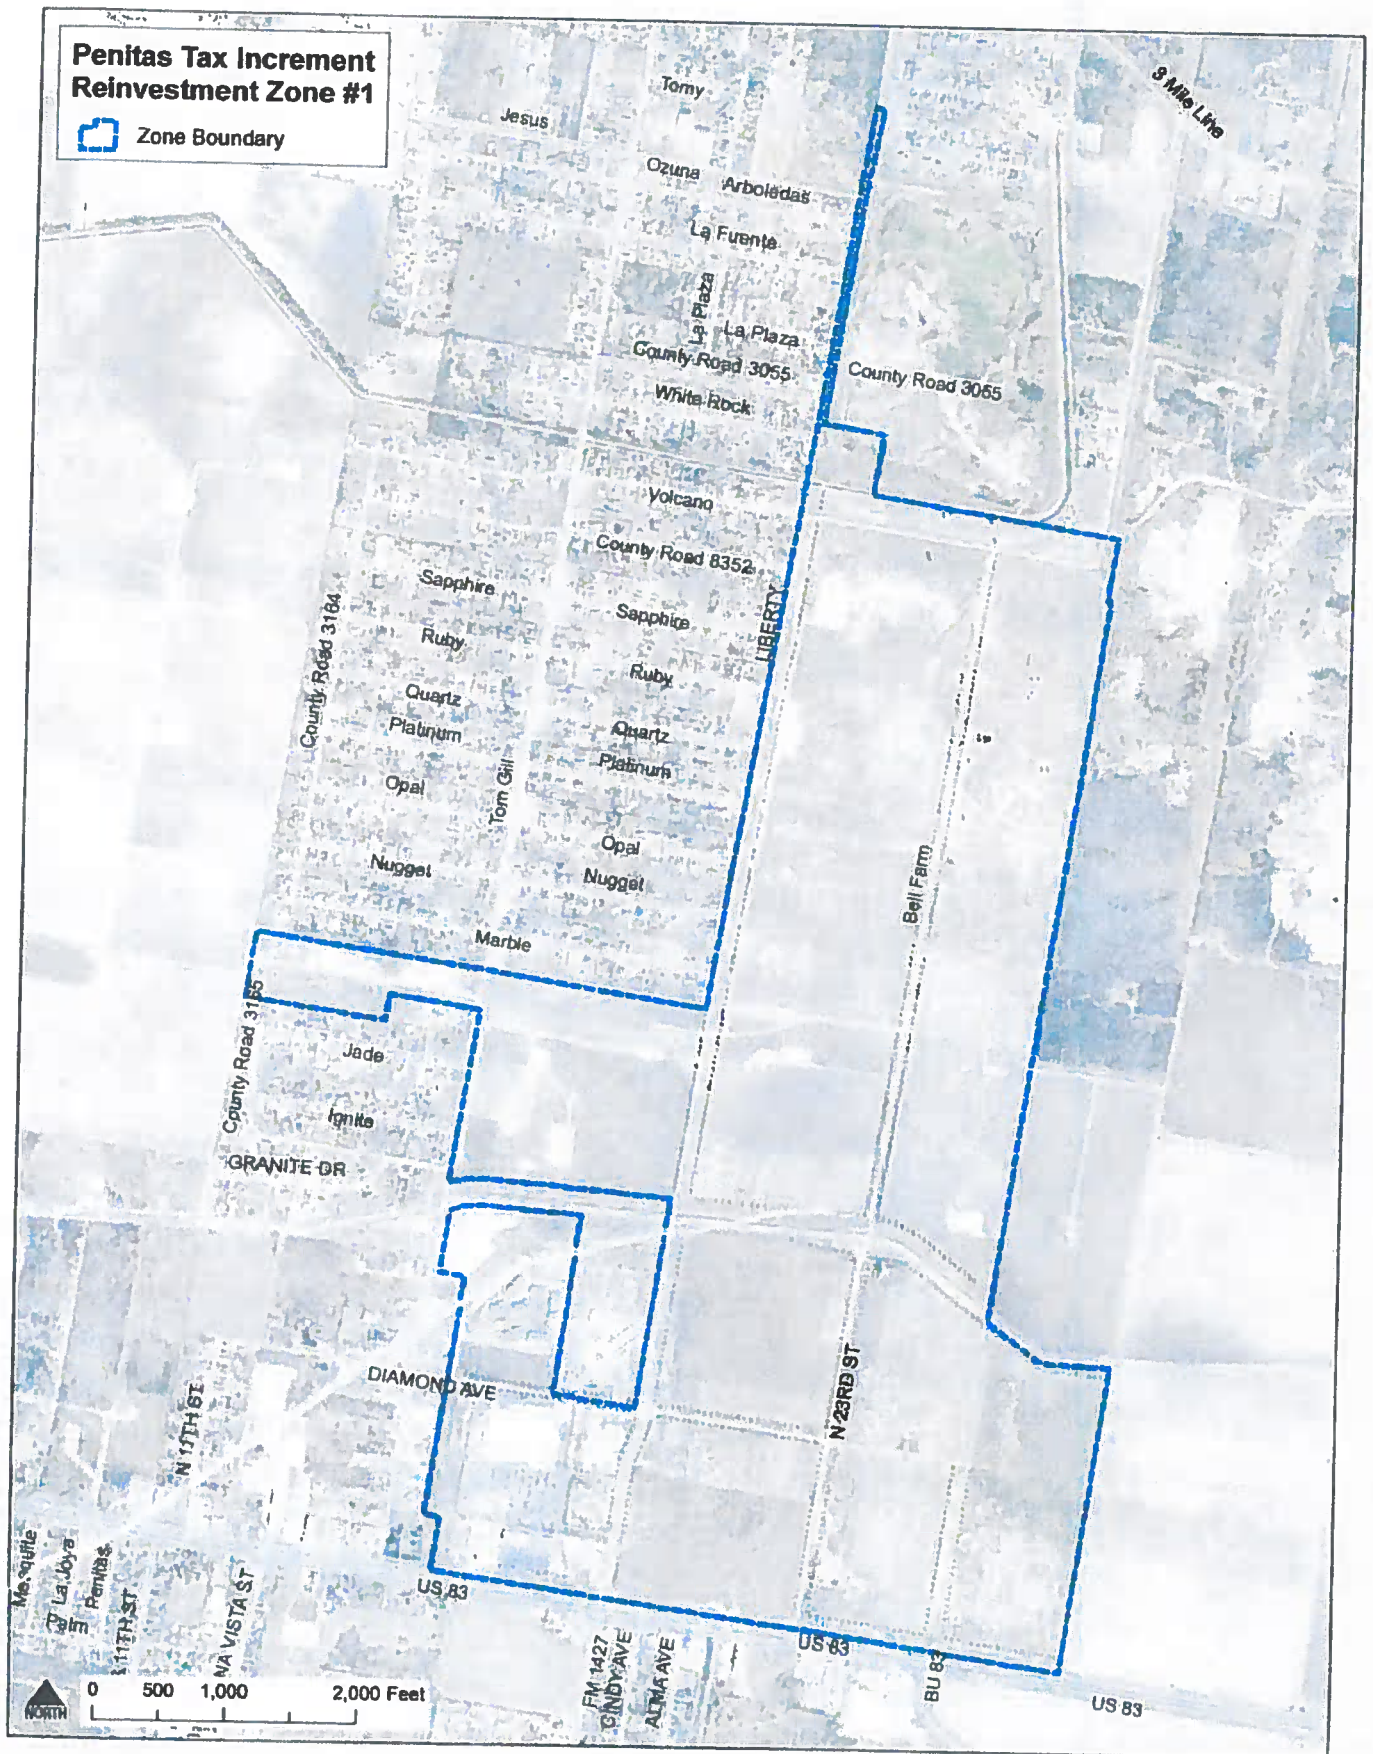 Penitas Tax Increment
Reinvestment Zone #1
Zone Boundary
3 Mile Line
Tomy
Jesus
Ozuna
Arboledas
La Fuente
La Plaza
La Plaza
County Road 3065
County Road 3065
White Rock
Volcano
County Road 8352
Sapphire
Sapphire
LIBERTY
County Road 3164
Ruby
Ruby
Quartz
Quartz
Platinum
Platinum
Tom Gill
Opal
Opal
Nugget
Nugget
Bell Farm
Marble
County Road 3165
Jade
Ignite
GRANITE DR
DIAMOND AVE
N 11TH ST
N 23RD ST
Mesquite
La Joya
Palm
Penitas
11TH ST
NA VISTA ST
US 83
FM 1427
CINDY AVE
ALMA AVE
US 83
BU 83
US 83
NORTH
0 500 1,000 2,000 Feet